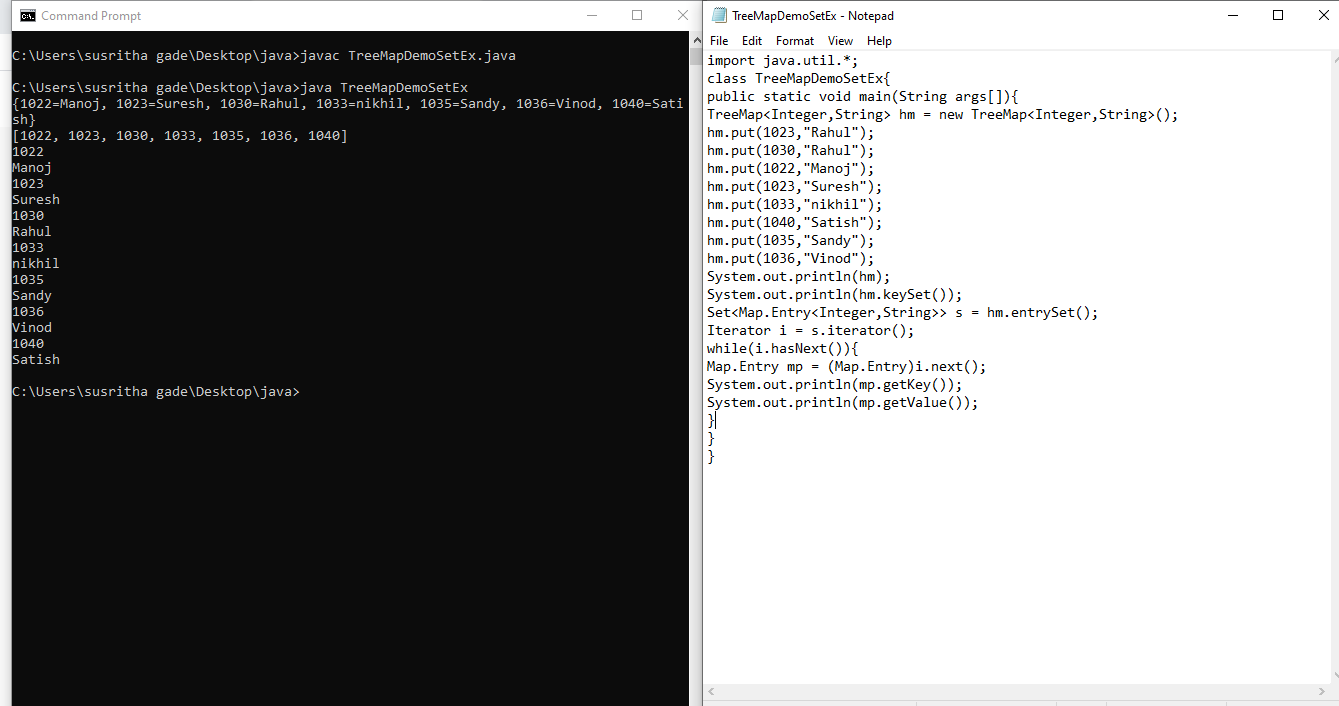 Command Prompt
C:\Users\susritha gade\Desktop\java>javac TreeMapDemoSetEx.java
C:\Users\susritha gade\Desktop\java>java TreeMapDemoSetEx
{1022=Manoj, 1023=Suresh, 1030=Rahul, 1033=nikhil, 1035=Sandy, 1036=Vinod, 1040=Sati
sh}
[1022, 1023, 1030, 1033, 1035, 1036, 1040]
1022
Manoj
1023
Suresh
1030
Rahul
1033
nikhil
1035
Sandy
1036
Vinod
1040
Satish
C:\Users\susritha gade\Desktop\java>
TreeMapDemoSetEx - Notepad
File Edit Format View Help
import java.util.*;
class TreeMapDemoSetEx{
public static void main(String args[]){
TreeMap<Integer,String> hm = new TreeMap<Integer,String>();
hm.put(1023,"Rahul");
hm.put(1030,"Rahul");
hm.put(1022,"Manoj");
hm.put(1023,"Suresh");
hm.put(1033,"nikhil");
hm.put(1040,"Satish");
hm.put(1035,"Sandy");
hm.put(1036,"Vinod");
System.out.println(hm);
System.out.println(hm.keySet());
Set<Map.Entry<Integer,String>> s = hm.entrySet();
Iterator i = s.iterator();
while(i.hasNext()){
Map.Entry mp = (Map.Entry)i.next();
System.out.println(mp.getKey());
System.out.println(mp.getValue());
}
}
}